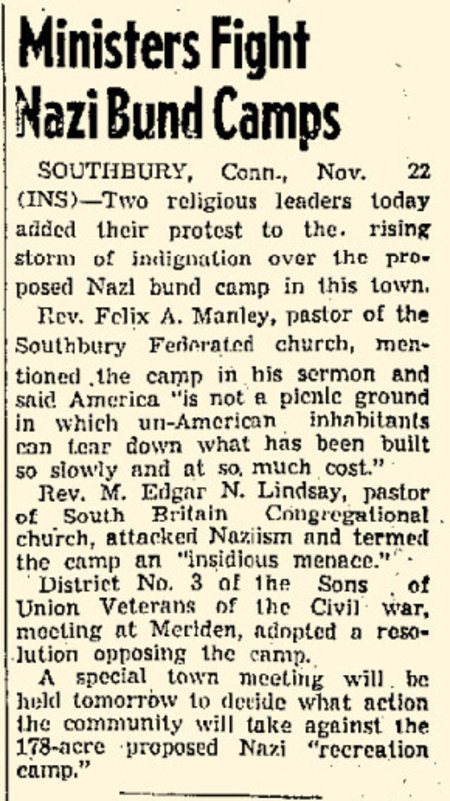 Ministers Fight
Nazi Bund Camps
SOUTHBURY, Conn., Nov. 22
(INS)—Two religious leaders today
added their protest to the. rising
storm of indignation over the pro-
posed Nazi bund camp in this town.
Rev. Felix A. Manley, pastor of the
Southbury Federated church, men-
tioned the camp in his sermon and
said America "is not a picnic ground
in which un-American inhabitants
can tear down what has been built
so slowly and at so much cost."
Rev. M. Edgar N. Lindsay, pastor
of South Britain Congregational
church, attacked Naziism and termed
the camp an "insidious menace."
District No. 3 of the Sons of
Union Veterans of the Civil war,
meeting at Meriden, adopted a reso-
lution opposing the camp.
A special town meeting will be
held tomorrow to decide what action
the community will take against the
178-acre proposed Nazi "recreation
camp."